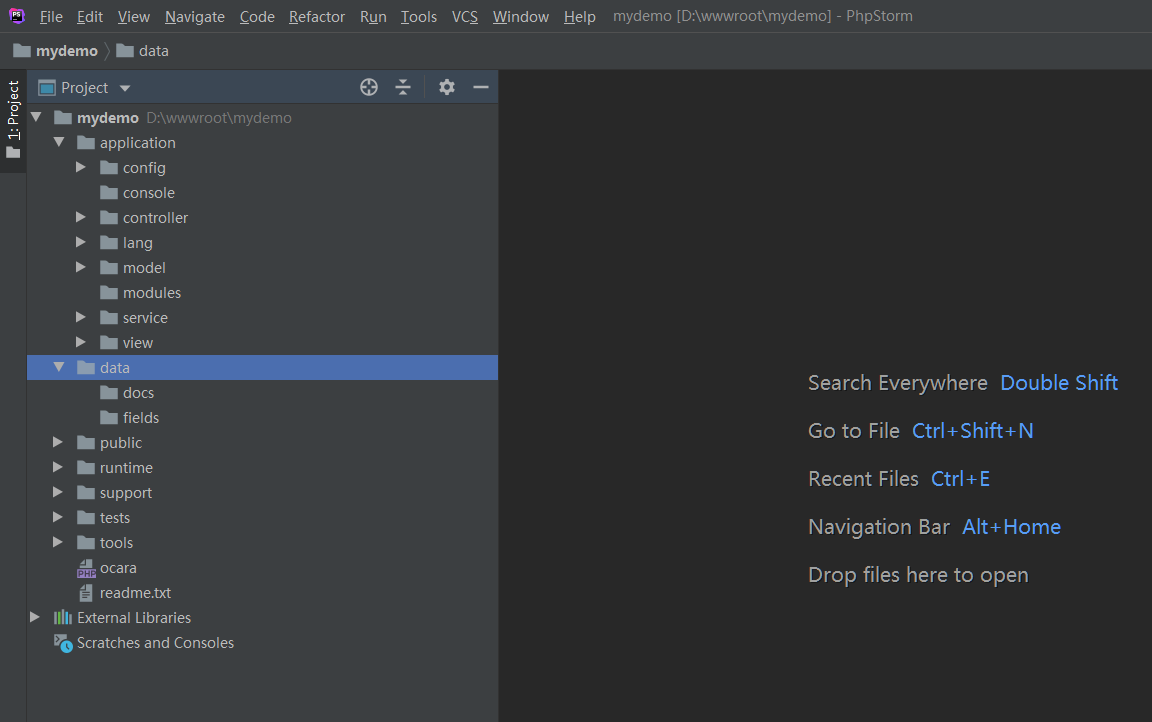 PS File Edit View Navigate Code Refactor Run Tools VCS Window Help mydemo [D:\wwwroot\mydemo] - PhpStorm
mydemo data
1: Project
Project
mydemo D:\wwwroot\mydemo
application
config
console
controller
lang
model
modules
service
view
data
docs
fields
public
runtime
support
tests
tools
PHP ocara
readme.txt
External Libraries
Scratches and Consoles
Search Everywhere Double Shift
Go to File Ctrl+Shift+N
Recent Files Ctrl+E
Navigation Bar Alt+Home
Drop files here to open